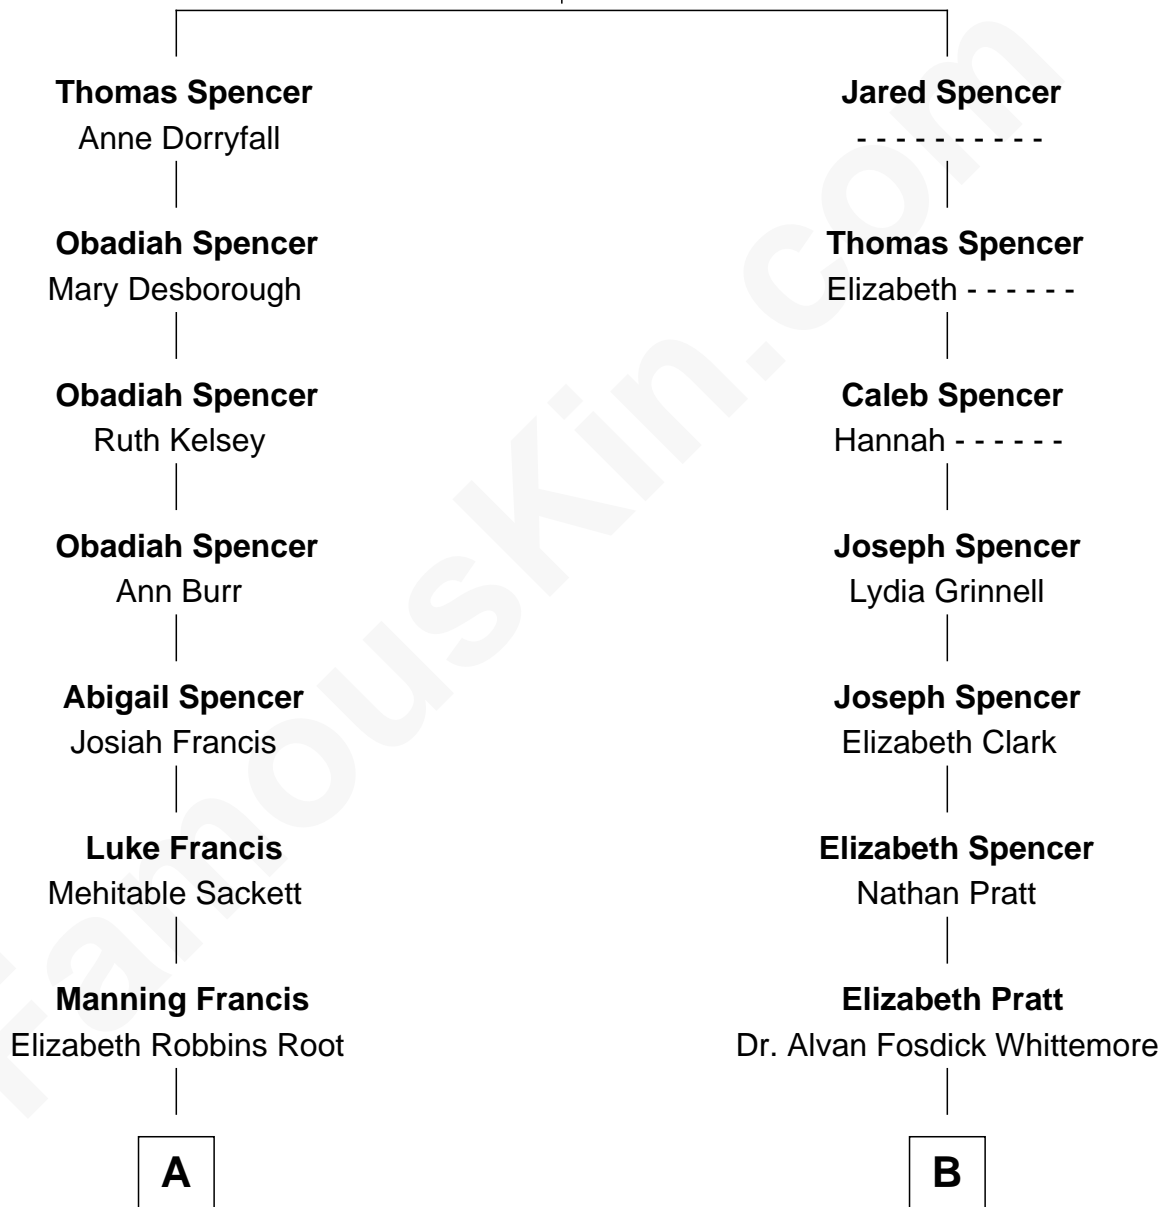 Thomas Spencer
Anne Dorryfall
Obadiah Spencer
Mary Desborough
Obadiah Spencer
Ruth Kelsey
Obadiah Spencer
Ann Burr
Abigail Spencer
Josiah Francis
Luke Francis
Mehitable Sackett
Manning Francis
Elizabeth Robbins Root
A
Jared Spencer
- - - - - - - - - -
Thomas Spencer
Elizabeth - - - - - -
Caleb Spencer
Hannah - - - - - -
Joseph Spencer
Lydia Grinnell
Joseph Spencer
Elizabeth Clark
Elizabeth Spencer
Nathan Pratt
Elizabeth Pratt
Dr. Alvan Fosdick Whittemore
B
FamousKin.com